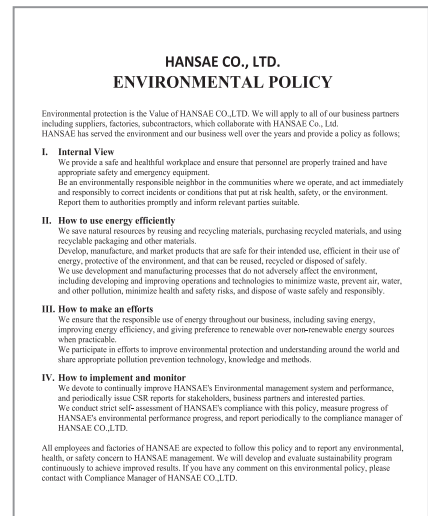 HANSAE CO., LTD.
ENVIRONMENTAL POLICY
Environmental protection is the Value of HANSAE CO.,LTD. We will apply to all of our business partners
including suppliers, factories, subcontractors, which collaborate with HANSAE Co., Ltd.
HANSAE has served the environment and our business well over the years and provide a policy as follows;
I. Internal View
We provide a safe and healthful workplace and ensure that personnel are properly trained and have
appropriate safety and emergency equipment.
Be an environmentally responsible neighbor in the communities where we operate, and act immediately
and responsibly to correct incidents or conditions that put at risk health, safety, or the environment.
Report them to authorities promptly and inform relevant parties suitable.
II. How to use energy efficiently
We save natural resources by reusing and recycling materials, purchasing recycled materials, and using
recyclable packaging and other materials.
Develop, manufacture, and market products that are safe for their intended use, efficient in their use of
energy, protective of the environment, and that can be reused, recycled or disposed of safely.
We use development and manufacturing processes that do not adversely affect the environment,
including developing and improving operations and technologies to minimize waste, prevent air, water,
and other pollution, minimize health and safety risks, and dispose of waste safely and responsibly.
III. How to make an efforts
We ensure that the responsible use of energy throughout our business, including saving energy,
improving energy efficiency, and giving preference to renewable over non-renewable energy sources
when practicable.
We participate in efforts to improve environmental protection and understanding around the world and
share appropriate pollution prevention technology, knowledge and methods.
IV. How to implement and monitor
We devote to continually improve HANSAE's Environmental management system and performance,
and periodically issue CSR reports for stakeholders, business partners and interested parties.
We conduct strict self- assessment of HANSAE's compliance with this policy, measure progress of
HANSAE's environmental performance progress, and report periodically to the compliance manager of
HANSAE CO.,LTD.
All employees and factories of HANSAE are expected to follow this policy and to report any environmental,
health, or safety concern to HANSAE management. We will develop and evaluate sustainability program
continuously to achieve improved results. If you have any comment on this environmental policy, please
contact with Compliance Manager of HANSAE CO.,LTD.